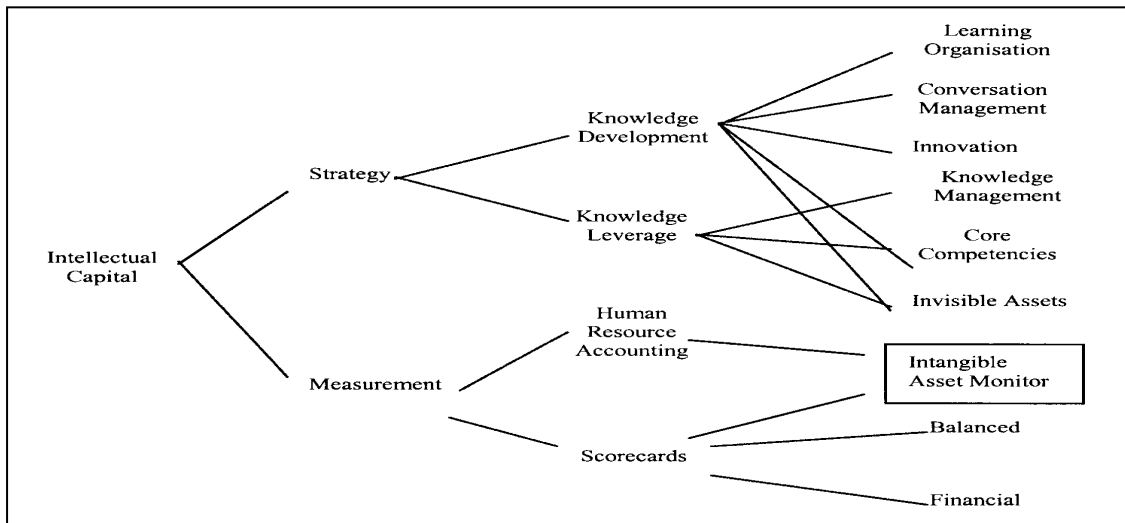 Learning
Organisation
Conversation
Management
Knowledge
Development
Innovation
Strategy
Knowledge
Management
Knowledge
Leverage
Core
Competencies
Intellectual
Capital
Invisible Assets
Human
Resource
Accounting
Intangible
Asset Monitor
Measurement
Balanced
Scorecards
Financial